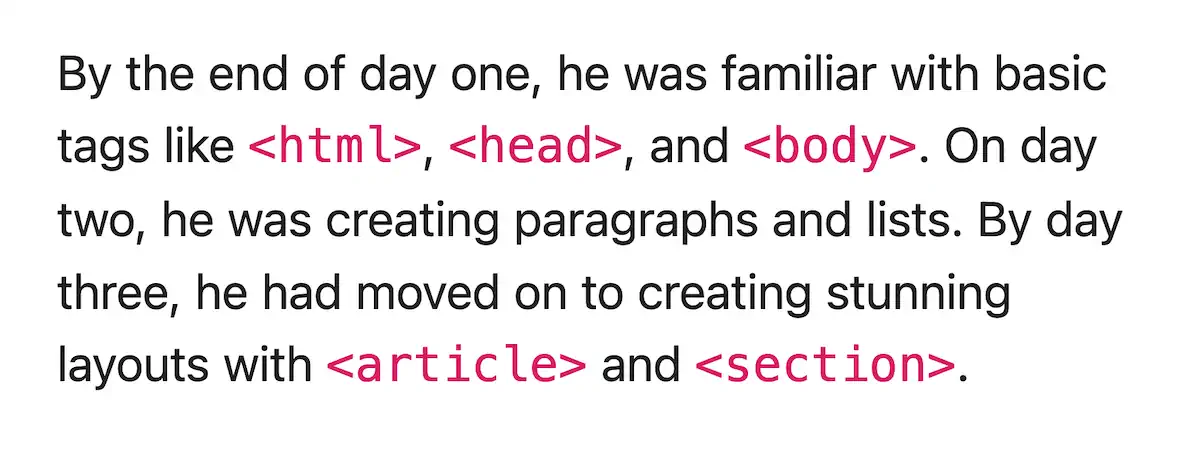 By the end of day one, he was familiar with basic
tags like <html>, <head>, and <body>. On day
two, he was creating paragraphs and lists. By day
three, he had moved on to creating stunning
layouts with <article> and <section>.